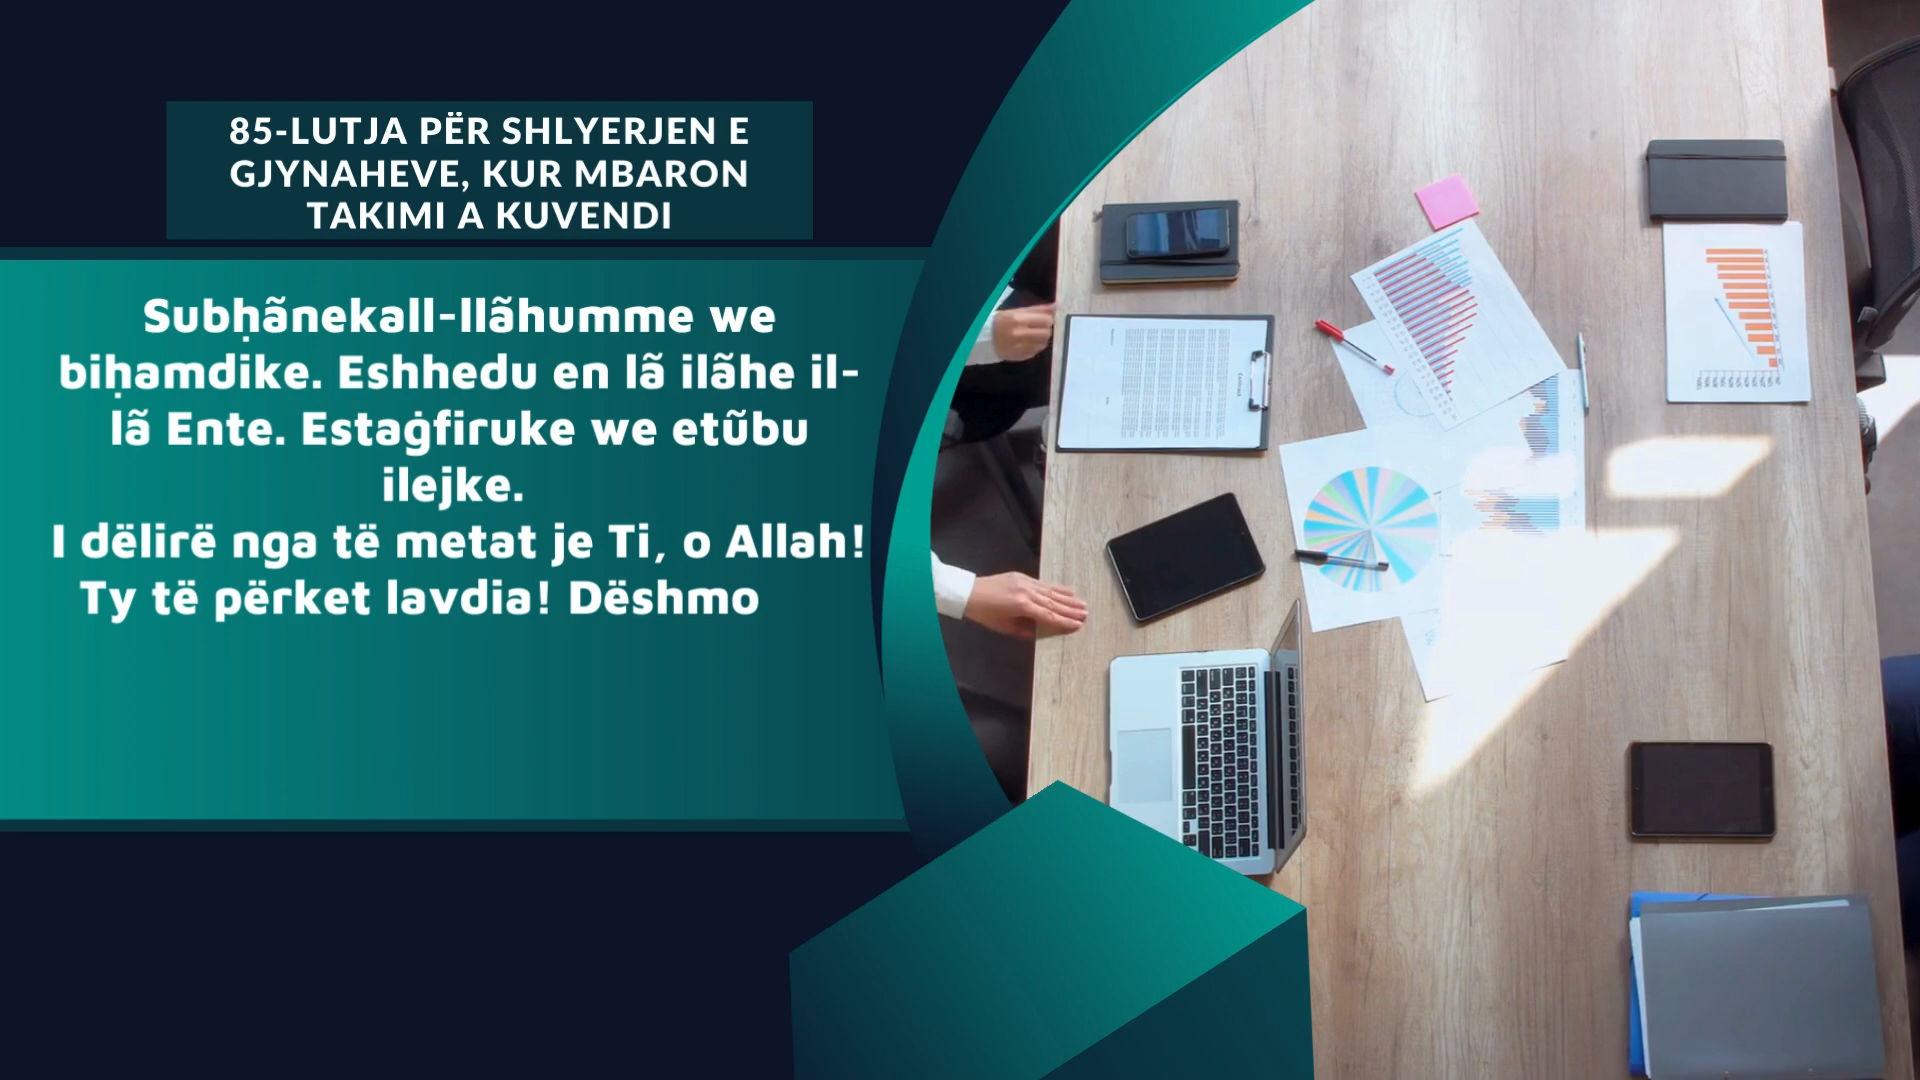 85-LUTJA PËR SHLYERJEN E
GJYNAHEVE, KUR MBARON
TAKIMI A KUVENDI
Subḥãnekall-llãhumme we
biḥamdike. Eshhedu en lã ilãhe il-
lã Ente. Estaġfiruke we etũbu
ilejke.
I dëlirë nga të metat je Ti, o Allah!
Ty të përket lavdia! Dëshmo